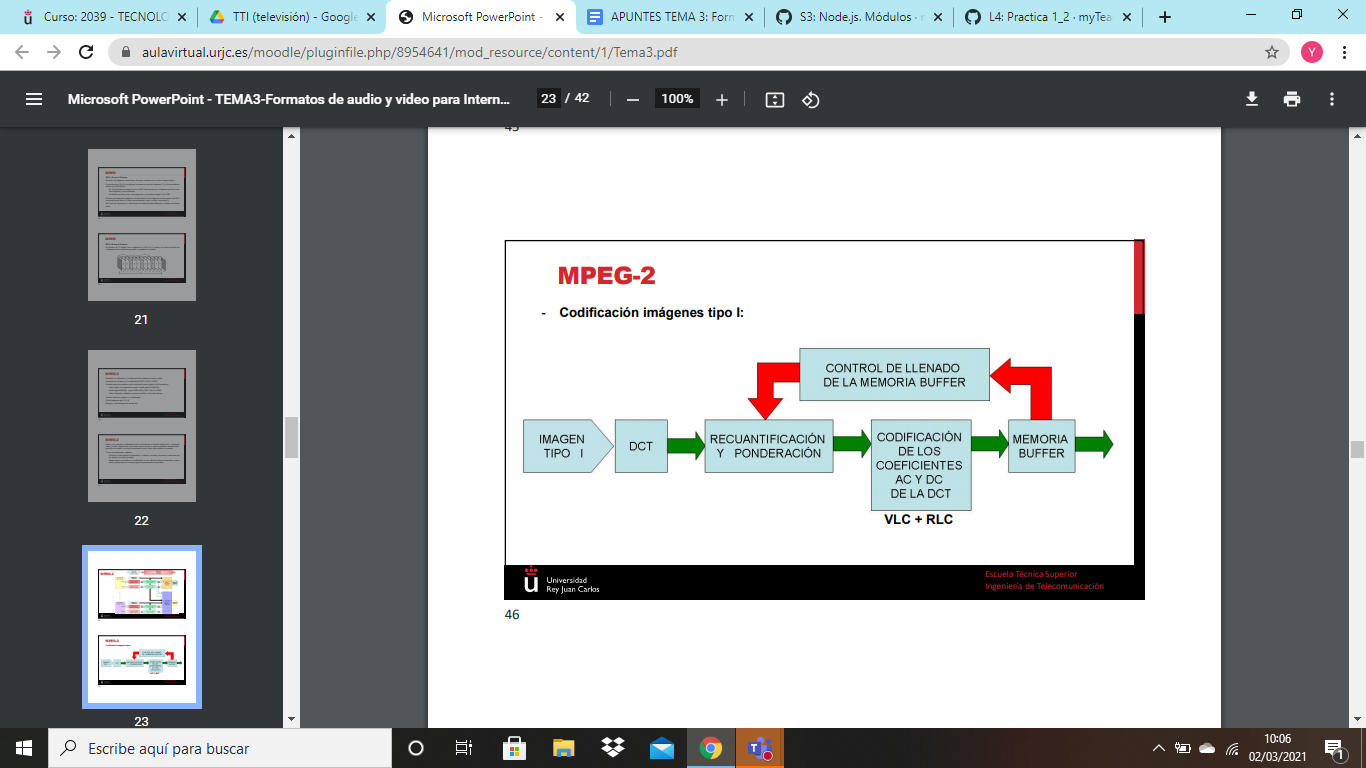 Curso: 2039 - TECNOLO
TTI (televisión) - Google
Microsoft PowerPoint -
APUNTES TEMA 3: Form
S3: Node.js. Módulos · n
L4: Practica 1_2 · myTea
aulavirtual.urjc.es/moodle/pluginfile.php/8954641/mod_resource/content/1/Tema3.pdf
Y
Microsoft PowerPoint - TEMA3-Formatos de audio y video para Intern...
23 / 42
100%
21
22
23
MPEG-2
- Codificación imágenes tipo I:
CONTROL DE LLENADO
DE LA MEMORIA BUFFER
IMAGEN
TIPO I
DCT
RECUANTIFICACIÓN
Y PONDERACIÓN
CODIFICACIÓN
DE LOS
COEFICIENTES
AC Y DC
DE LA DCT
MEMORIA
BUFFER
VLC + RLC
Universidad
Rey Juan Carlos
Escuela Técnica Superior
Ingeniería de Telecomunicación
46
Escribe aquí para buscar
10:06
02/03/2021
1